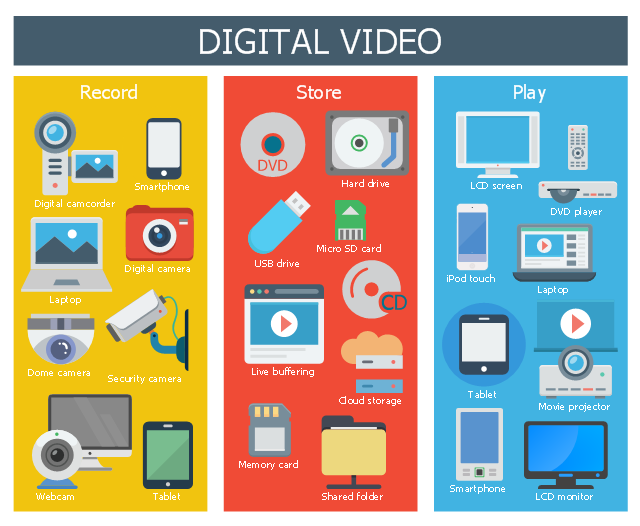 DIGITAL VIDEO
Record
Digital camcorder
Smartphone
Laptop
Digital camera
Dome camera
Security camera
Webcam
Tablet
Store
DVD
Hard drive
USB drive
Micro SD card
CD
Live buffering
Cloud storage
Memory card
Shared folder
Play
LCD screen
DVD player
iPod touch
Laptop
Tablet
Movie projector
Smartphone
LCD monitor